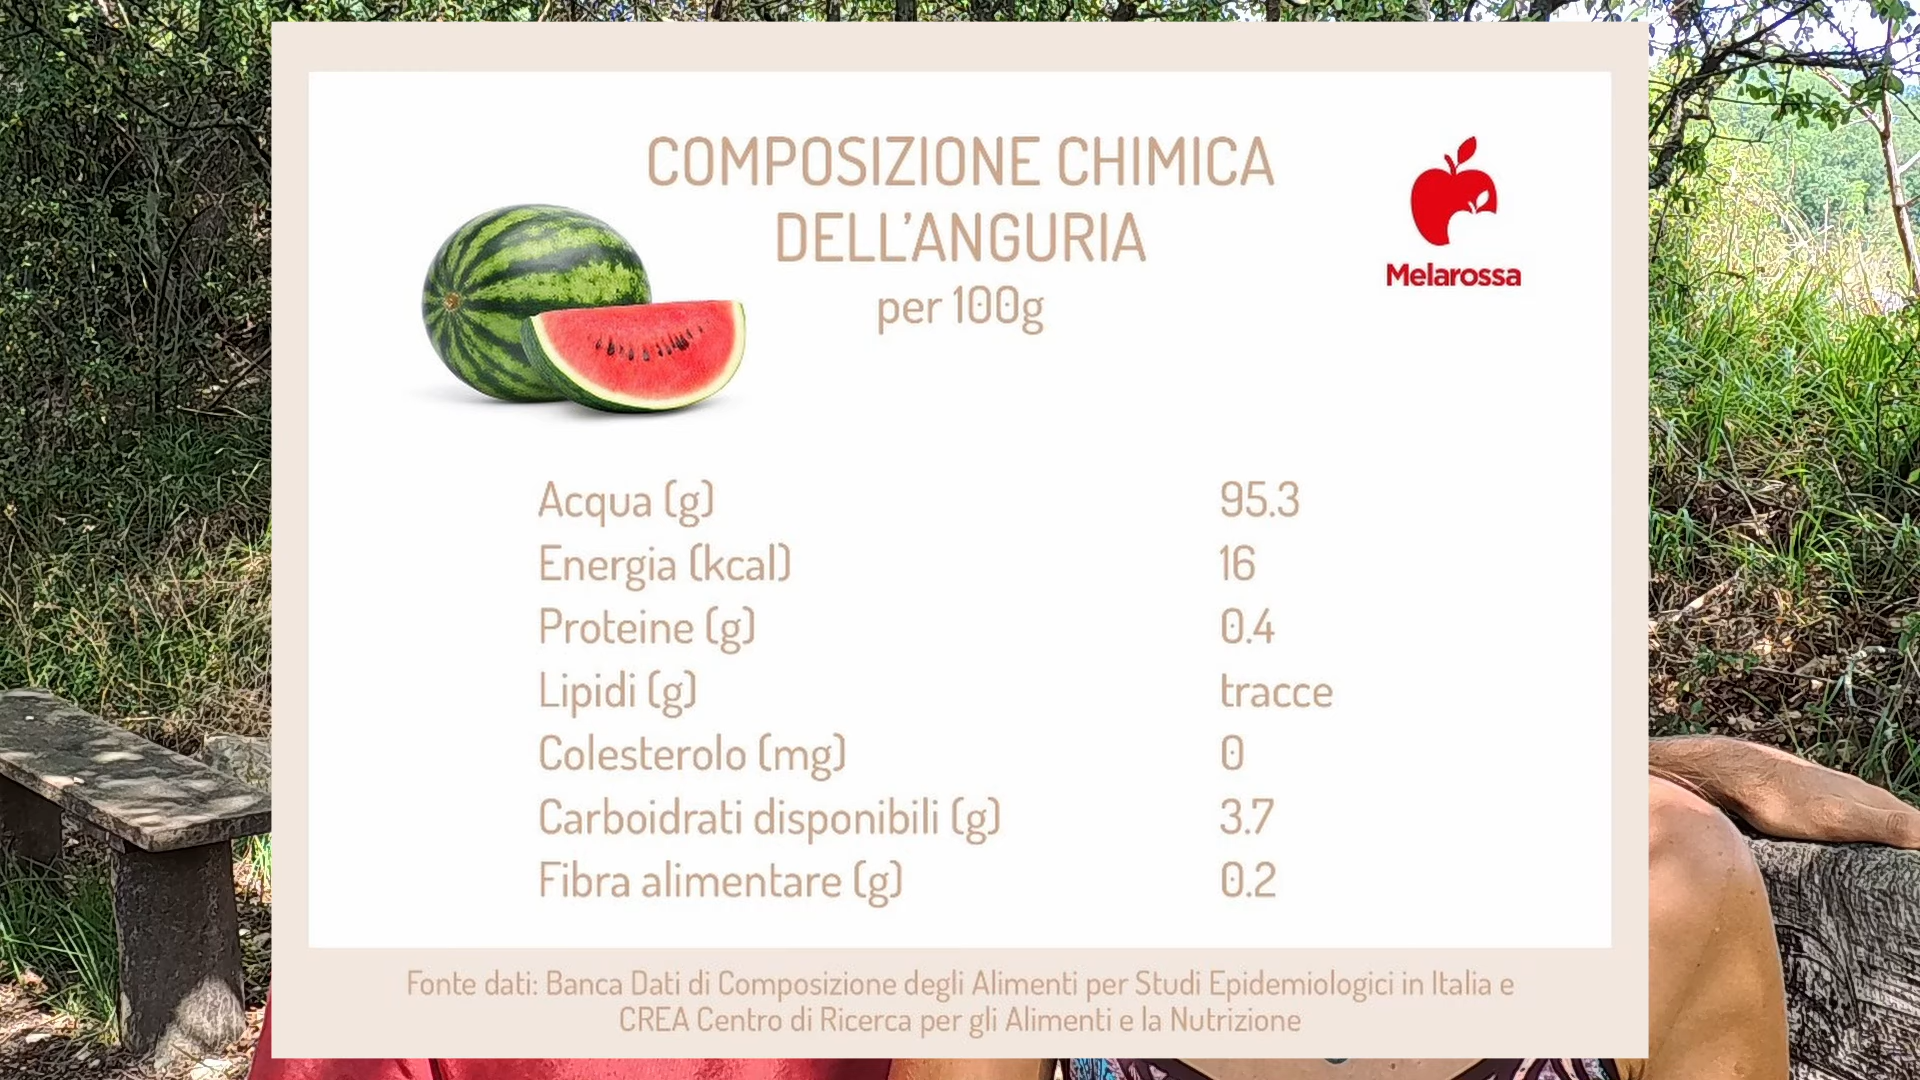 COMPOSIZIONE CHIMICA
DELL'ANGURIA
per 100g
Melarossa
Acqua (g) 95.3
Energia (kcal) 16
Proteine (g) 0.4
Lipidi (g) tracce
Colesterolo (mg) 0
Carboidrati disponibili (g) 3.7
Fibra alimentare (g) 0.2
Fonte dati: Banca Dati di Composizione degli Alimenti per Studi Epidemiologici in Italia e
CREA Centro di Ricerca per gli Alimenti e la Nutrizione